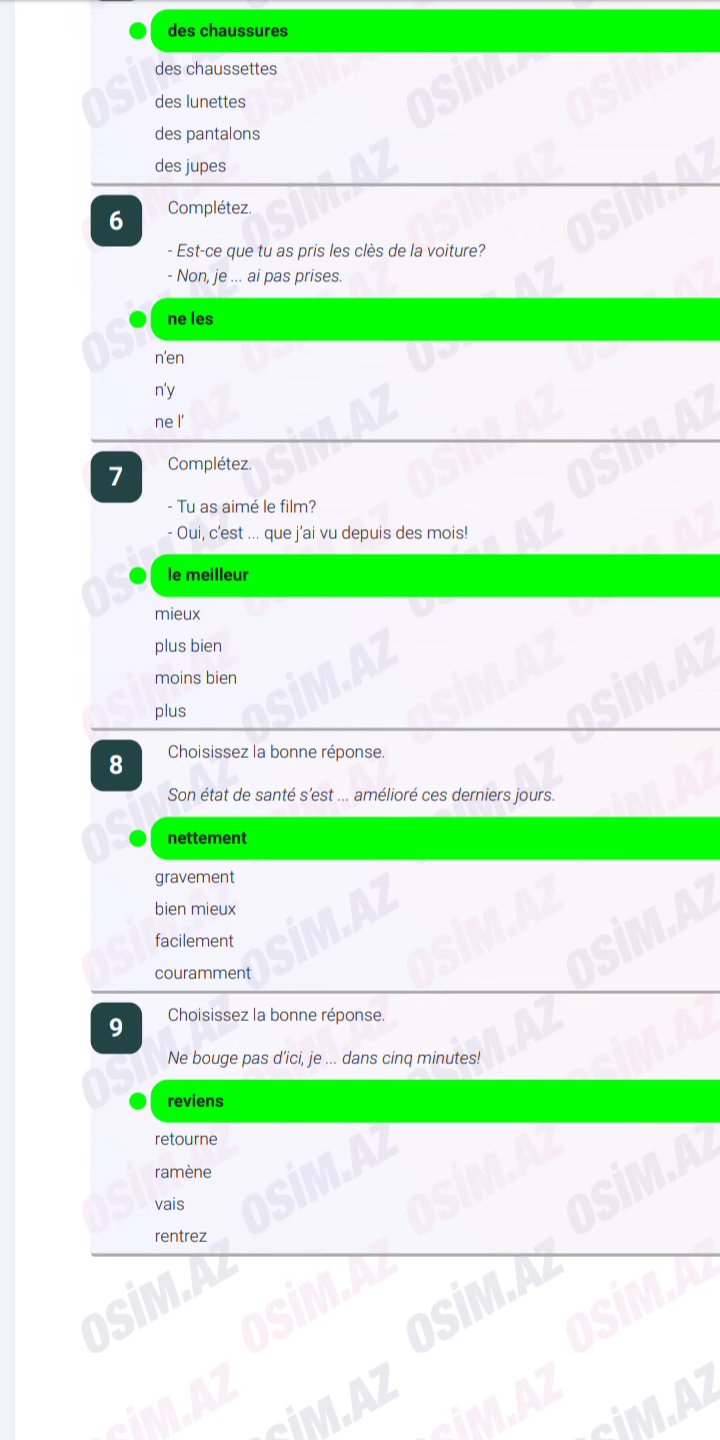 des chaussures
des chaussettes
des lunettes
des pantalons
des jupes
6
Complétez.
- Est-ce que tu as pris les clès de la voiture?
- Non, je ... ai pas prises.
ne les
n’en
n’y
ne l’
7
Complétez.
- Tu as aimé le film?
- Oui, c’est ... que j’ai vu depuis des mois!
le meilleur
mieux
plus bien
moins bien
plus
8
Choisissez la bonne réponse.
Son état de santé s’est ... amélioré ces derniers jours.
nettement
gravement
bien mieux
facilement
couramment
9
Choisissez la bonne réponse.
Ne bouge pas d’ici, je ... dans cinq minutes!
reviens
retourne
ramène
vais
rentrez
OSİM.AZ